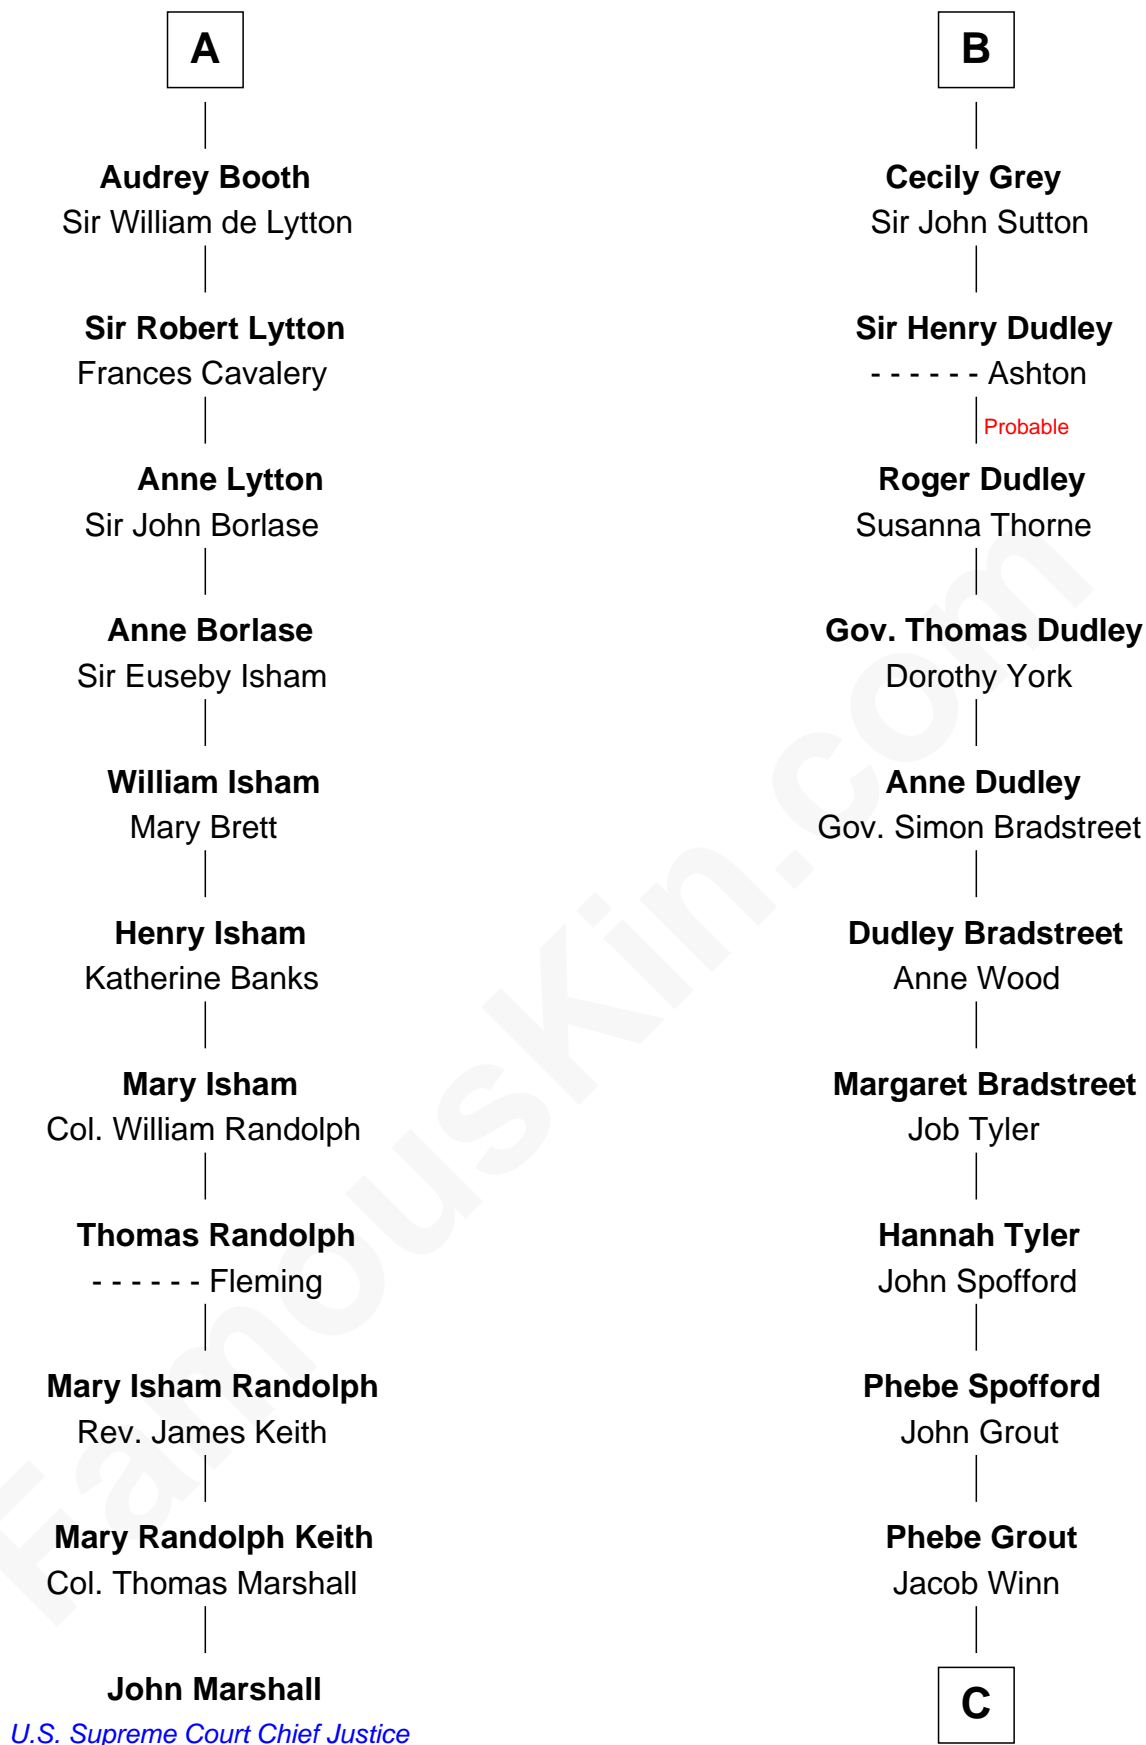 A
Audrey Booth
Sir William de Lytton
Sir Robert Lytton
Frances Cavalery
Anne Lytton
Sir John Borlase
Anne Borlase
Sir Euseby Isham
William Isham
Mary Brett
Henry Isham
Katherine Banks
Mary Isham
Col. William Randolph
Thomas Randolph
- - - - - - Fleming
Mary Isham Randolph
Rev. James Keith
Mary Randolph Keith
Col. Thomas Marshall
John Marshall
U.S. Supreme Court Chief Justice
B
Cecily Grey
Sir John Sutton
Sir Henry Dudley
- - - - - - Ashton
Probable
Roger Dudley
Susanna Thorne
Gov. Thomas Dudley
Dorothy York
Anne Dudley
Gov. Simon Bradstreet
Dudley Bradstreet
Anne Wood
Margaret Bradstreet
Job Tyler
Hannah Tyler
John Spofford
Phebe Spofford
John Grout
Phebe Grout
Jacob Winn
C
FamousKin.com